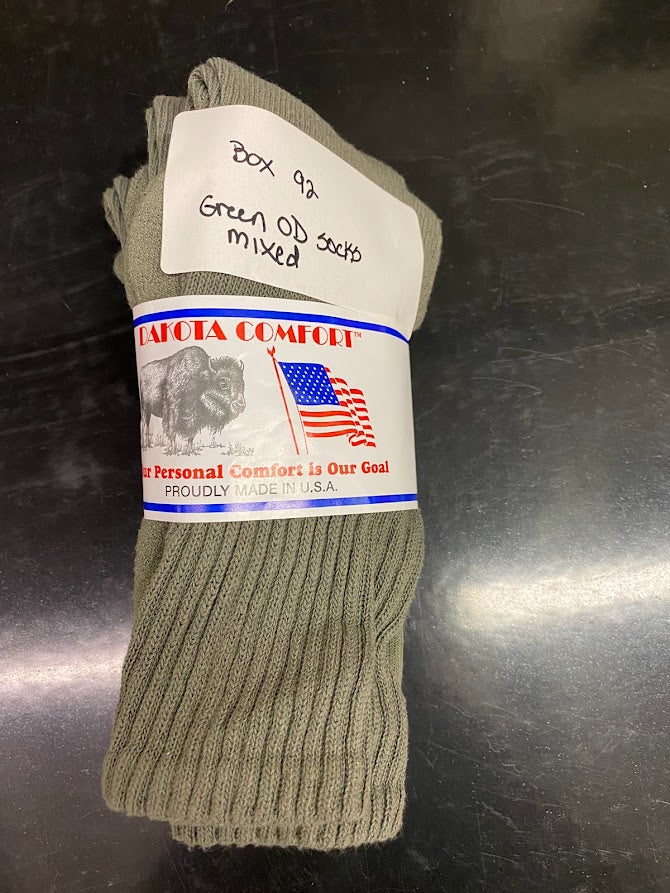 Box 92
Green OD socks
mixed
DAKOTA COMFORT™
ur Personal Comfort is Our Goal
PROUDLY MADE IN U.S.A.